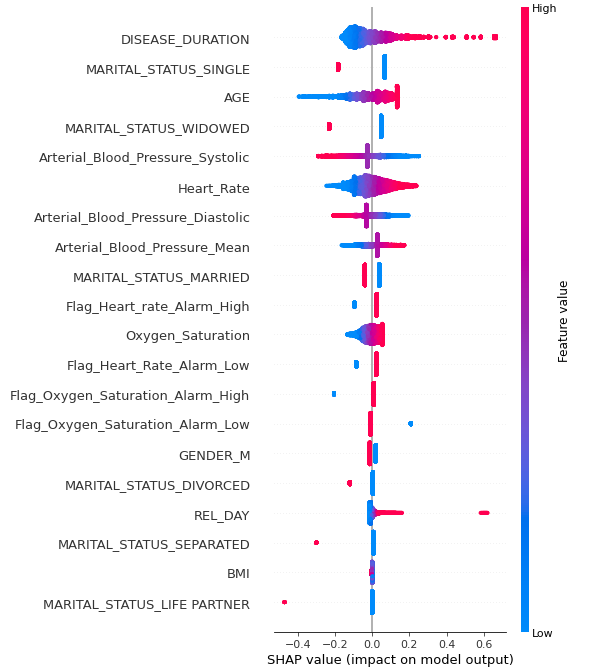 High
DISEASE_DURATION
MARITAL_STATUS_SINGLE
AGE
MARITAL_STATUS_WIDOWED
Arterial_Blood_Pressure_Systolic
Heart_Rate
Arterial_Blood_Pressure_Diastolic
Arterial_Blood_Pressure_Mean
MARITAL_STATUS_MARRIED
Flag_Heart_rate_Alarm_High
Oxygen_Saturation
Flag_Heart_Rate_Alarm_Low
Flag_Oxygen_Saturation_Alarm_High
Flag_Oxygen_Saturation_Alarm_Low
GENDER_M
MARITAL_STATUS_DIVORCED
REL_DAY
MARITAL_STATUS_SEPARATED
BMI
MARITAL_STATUS_LIFE PARTNER
Feature value
Low
−0.4 −0.2 0.0 0.2 0.4 0.6
SHAP value (impact on model output)